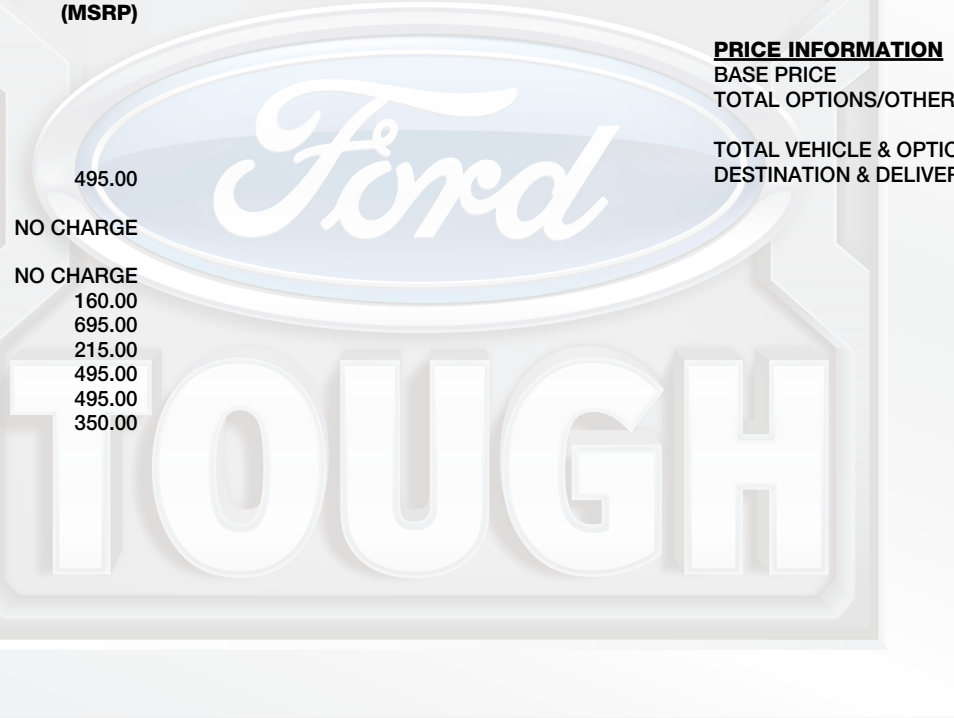 (MSRP)
495.00
NO CHARGE
NO CHARGE
160.00
695.00
215.00
495.00
495.00
350.00
PRICE INFORMATION
BASE PRICE
TOTAL OPTIONS/OTHER
TOTAL VEHICLE & OPTIO
DESTINATION & DELIVER
Ford
TOUGH